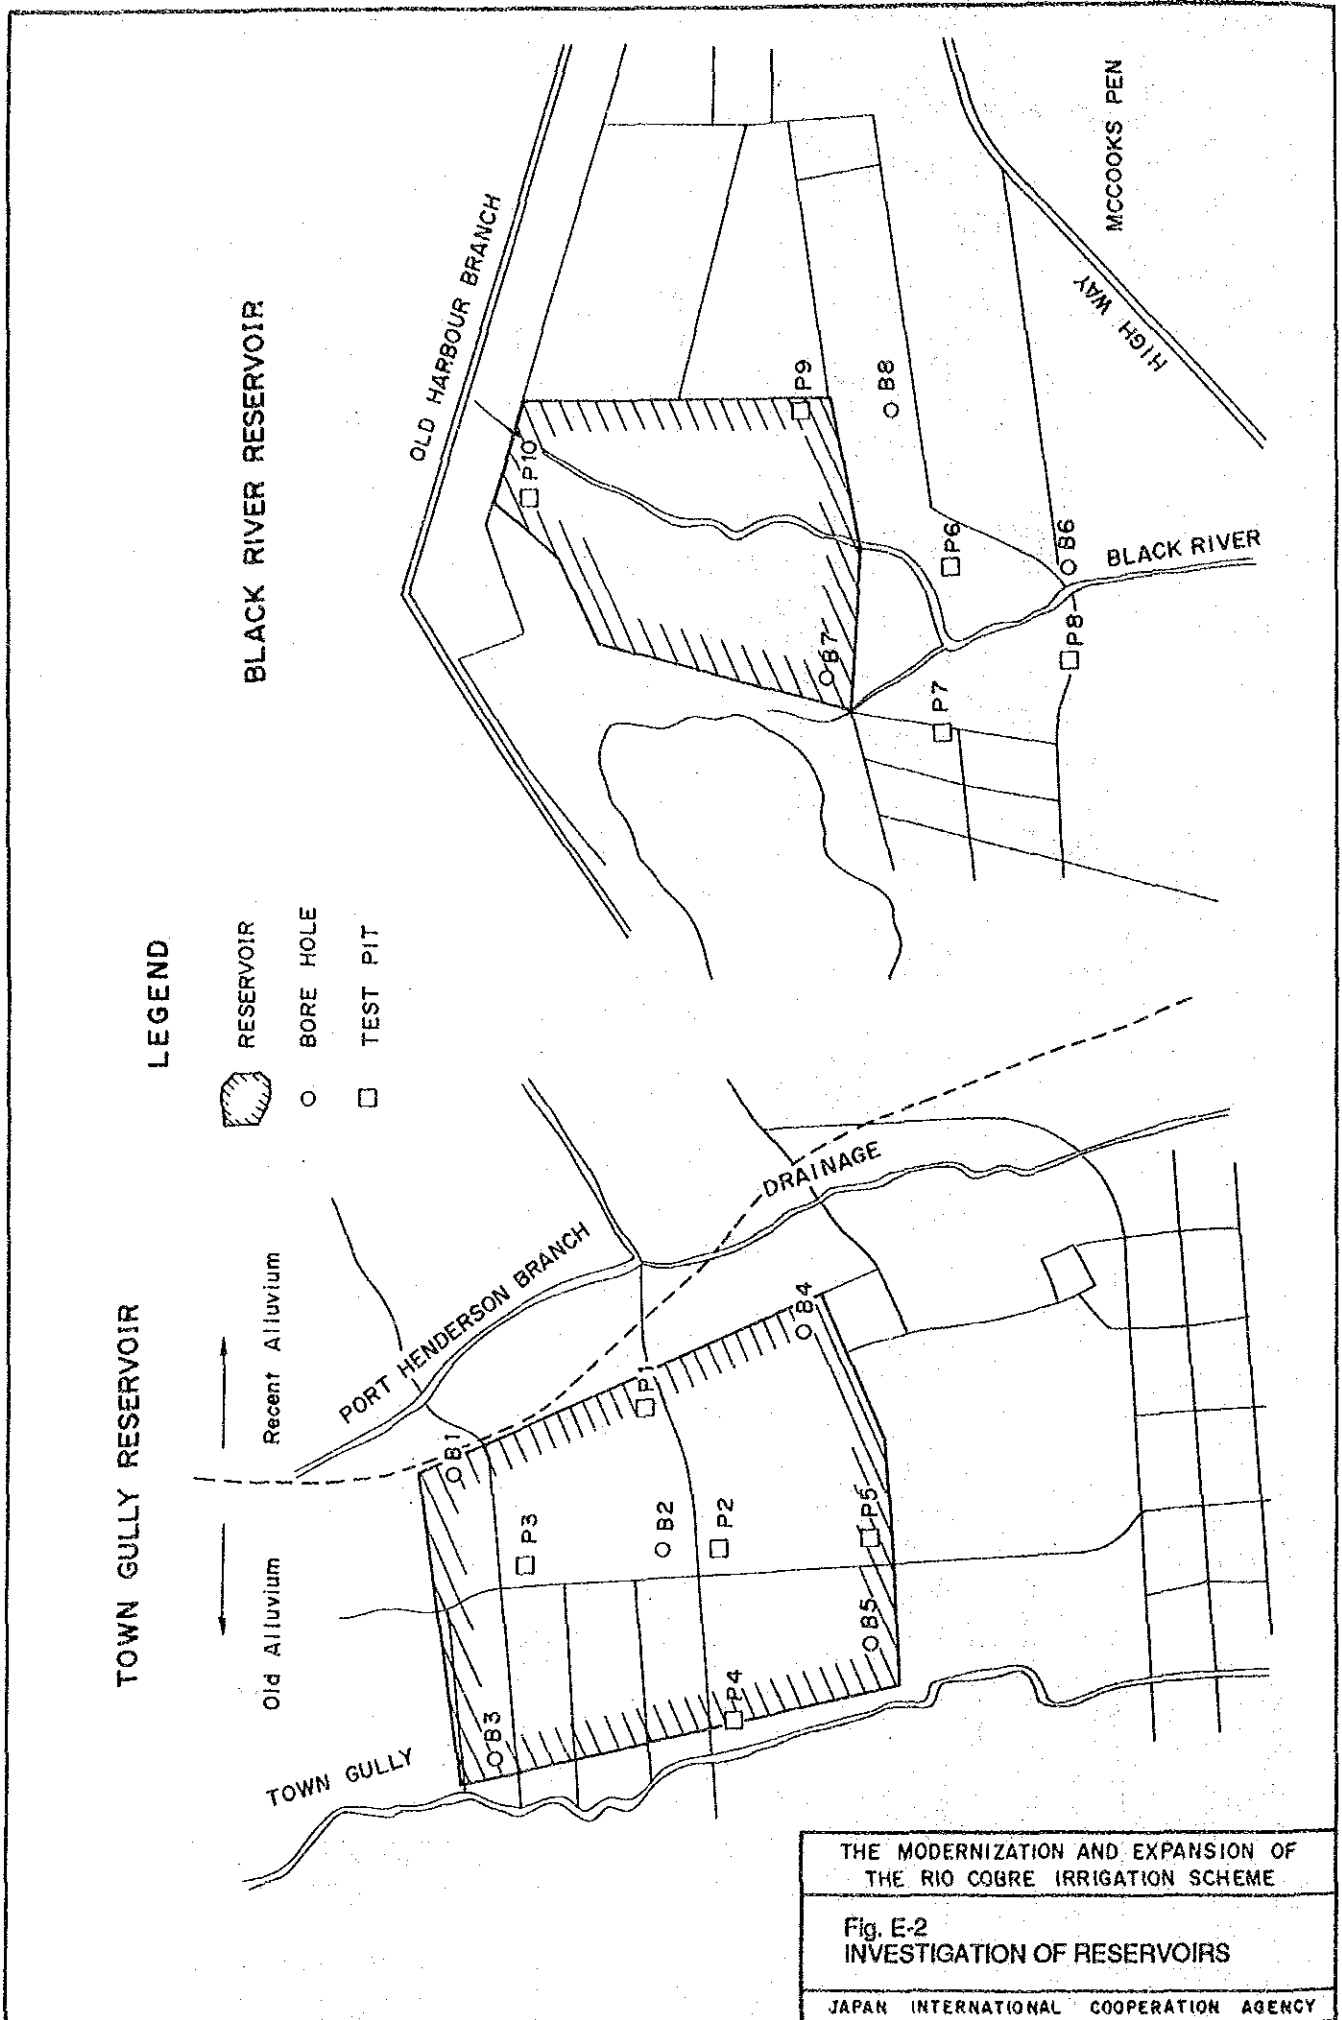 TOWN GULLY RESERVOIR
Old Alluvium
Recent Alluvium
TOWN GULLY
PORT HENDERSON BRANCH
DRAINAGE
B3
B1
P3
B2
P2
P1
P4
B4
B5
P5
LEGEND
RESERVOIR
BORE HOLE
TEST PIT
BLACK RIVER RESERVOIR
OLD HARBOUR BRANCH
P10
P9
B8
B7
P6
P7
B6
P8
BLACK RIVER
HIGH WAY
MCCOOKS PEN
THE MODERNIZATION AND EXPANSION OF
THE RIO COBRE IRRIGATION SCHEME
Fig. E-2
INVESTIGATION OF RESERVOIRS
JAPAN INTERNATIONAL COOPERATION AGENCY